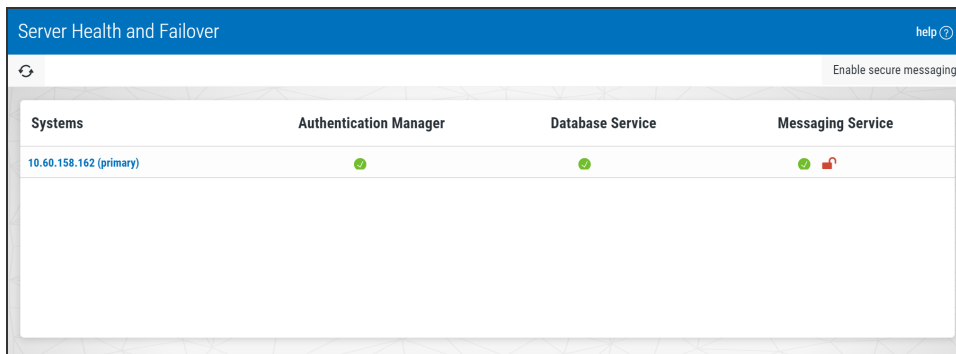 Server Health and Failover
help ?
Enable secure messaging
Systems Authentication Manager Database Service Messaging Service
10.60.158.162 (primary)